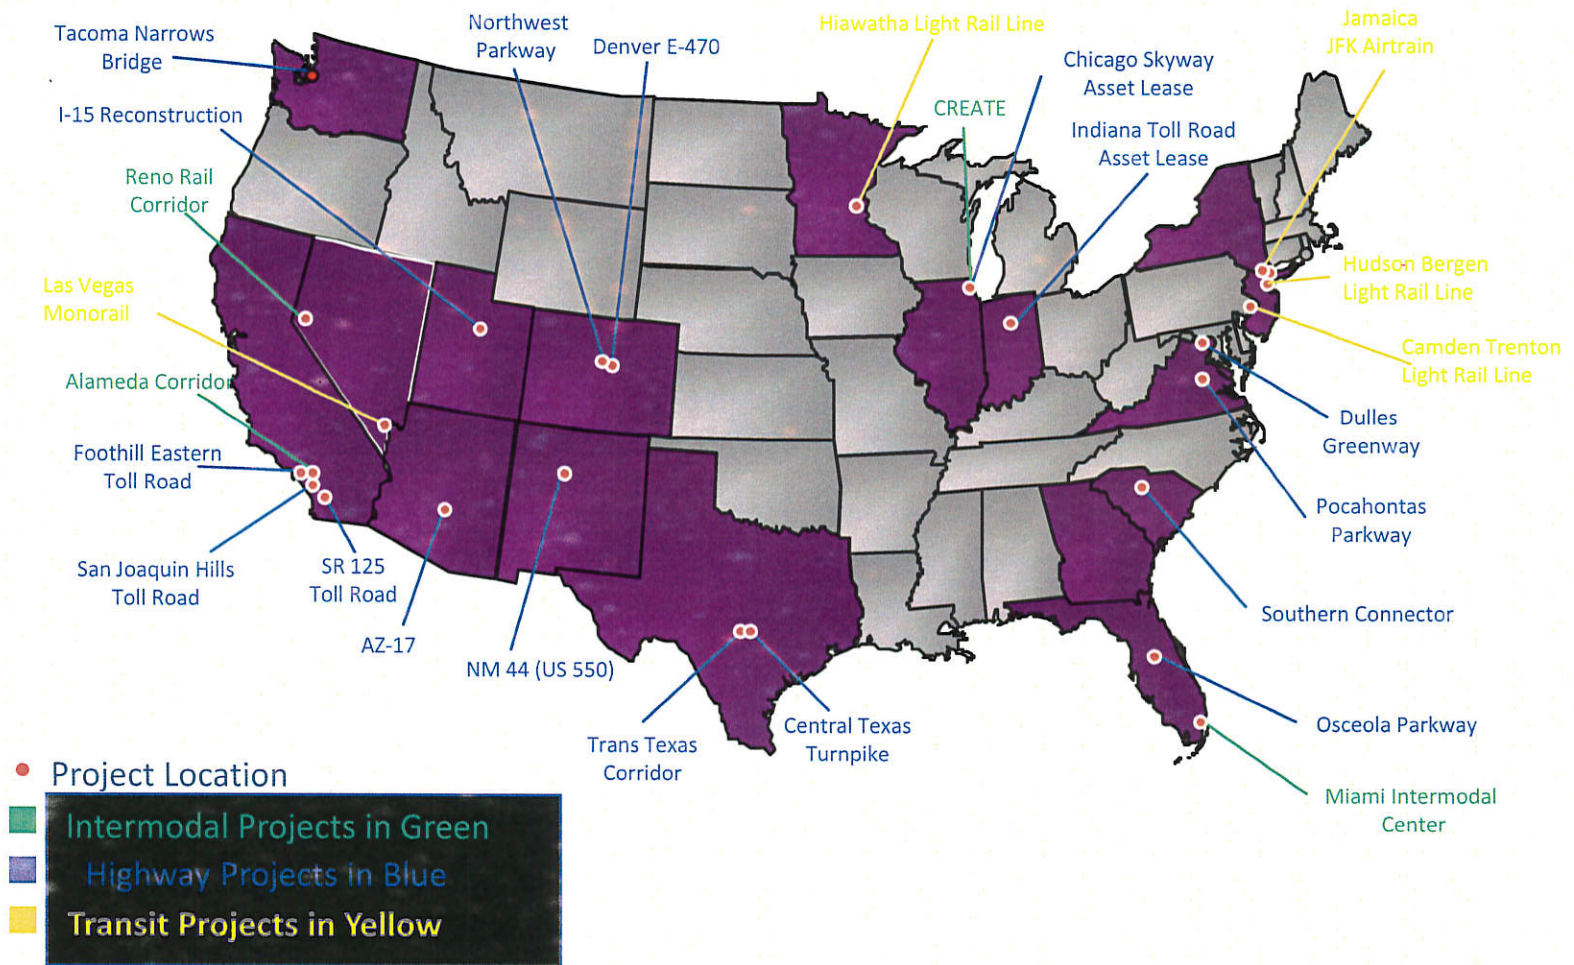 Tacoma Narrows
Bridge
I-15 Reconstruction
Reno Rail
Corridor
Las Vegas
Monorail
Alameda Corridor
Foothill Eastern
Toll Road
San Joaquin Hills
Toll Road
SR 125
Toll Road
AZ-17
NM 44 (US 550)
Northwest
Parkway
Denver E-470
Hiawatha Light Rail Line
CREATE
Chicago Skyway
Asset Lease
Indiana Toll Road
Asset Lease
Jamaica
JFK Airtrain
Hudson Bergen
Light Rail Line
Camden Trenton
Light Rail Line
Dulles
Greenway
Pocahontas
Parkway
Southern Connector
Osceola Parkway
Miami Intermodal
Center
Trans Texas
Corridor
Central Texas
Turnpike
Project Location
Intermodal Projects in Green
Highway Projects in Blue
Transit Projects in Yellow